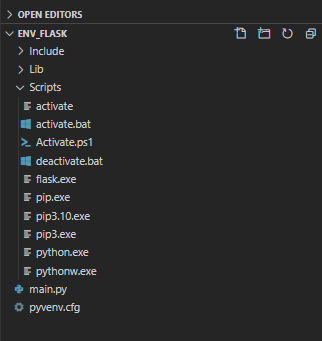 OPEN EDITORS
ENV_FLASK
Include
Lib
Scripts
activate
activate.bat
Activate.ps1
deactivate.bat
flask.exe
pip.exe
pip3.10.exe
pip3.exe
python.exe
pythonw.exe
main.py
pyvenv.cfg